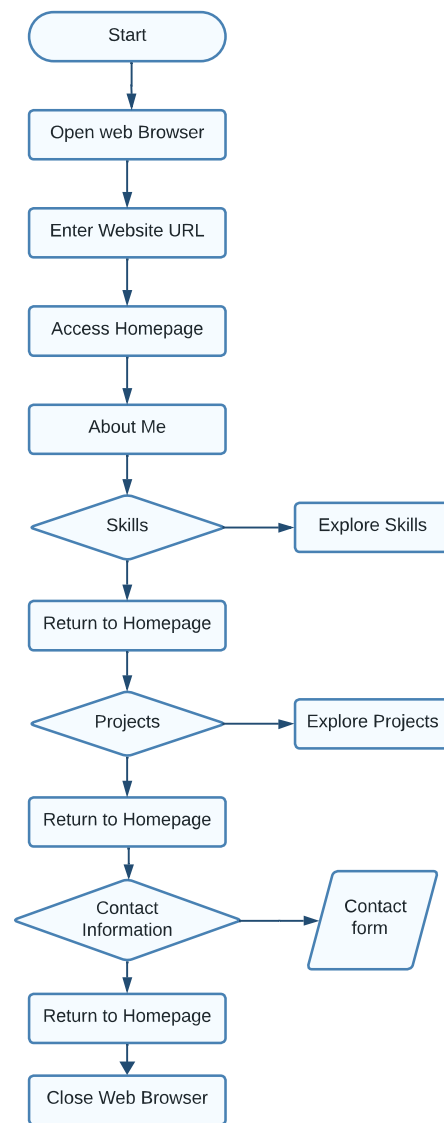 Start
Open web Browser
Enter Website URL
Access Homepage
About Me
Skills
Explore Skills
Return to Homepage
Projects
Explore Projects
Return to Homepage
Contact
Information
Contact
form
Return to Homepage
Close Web Browser